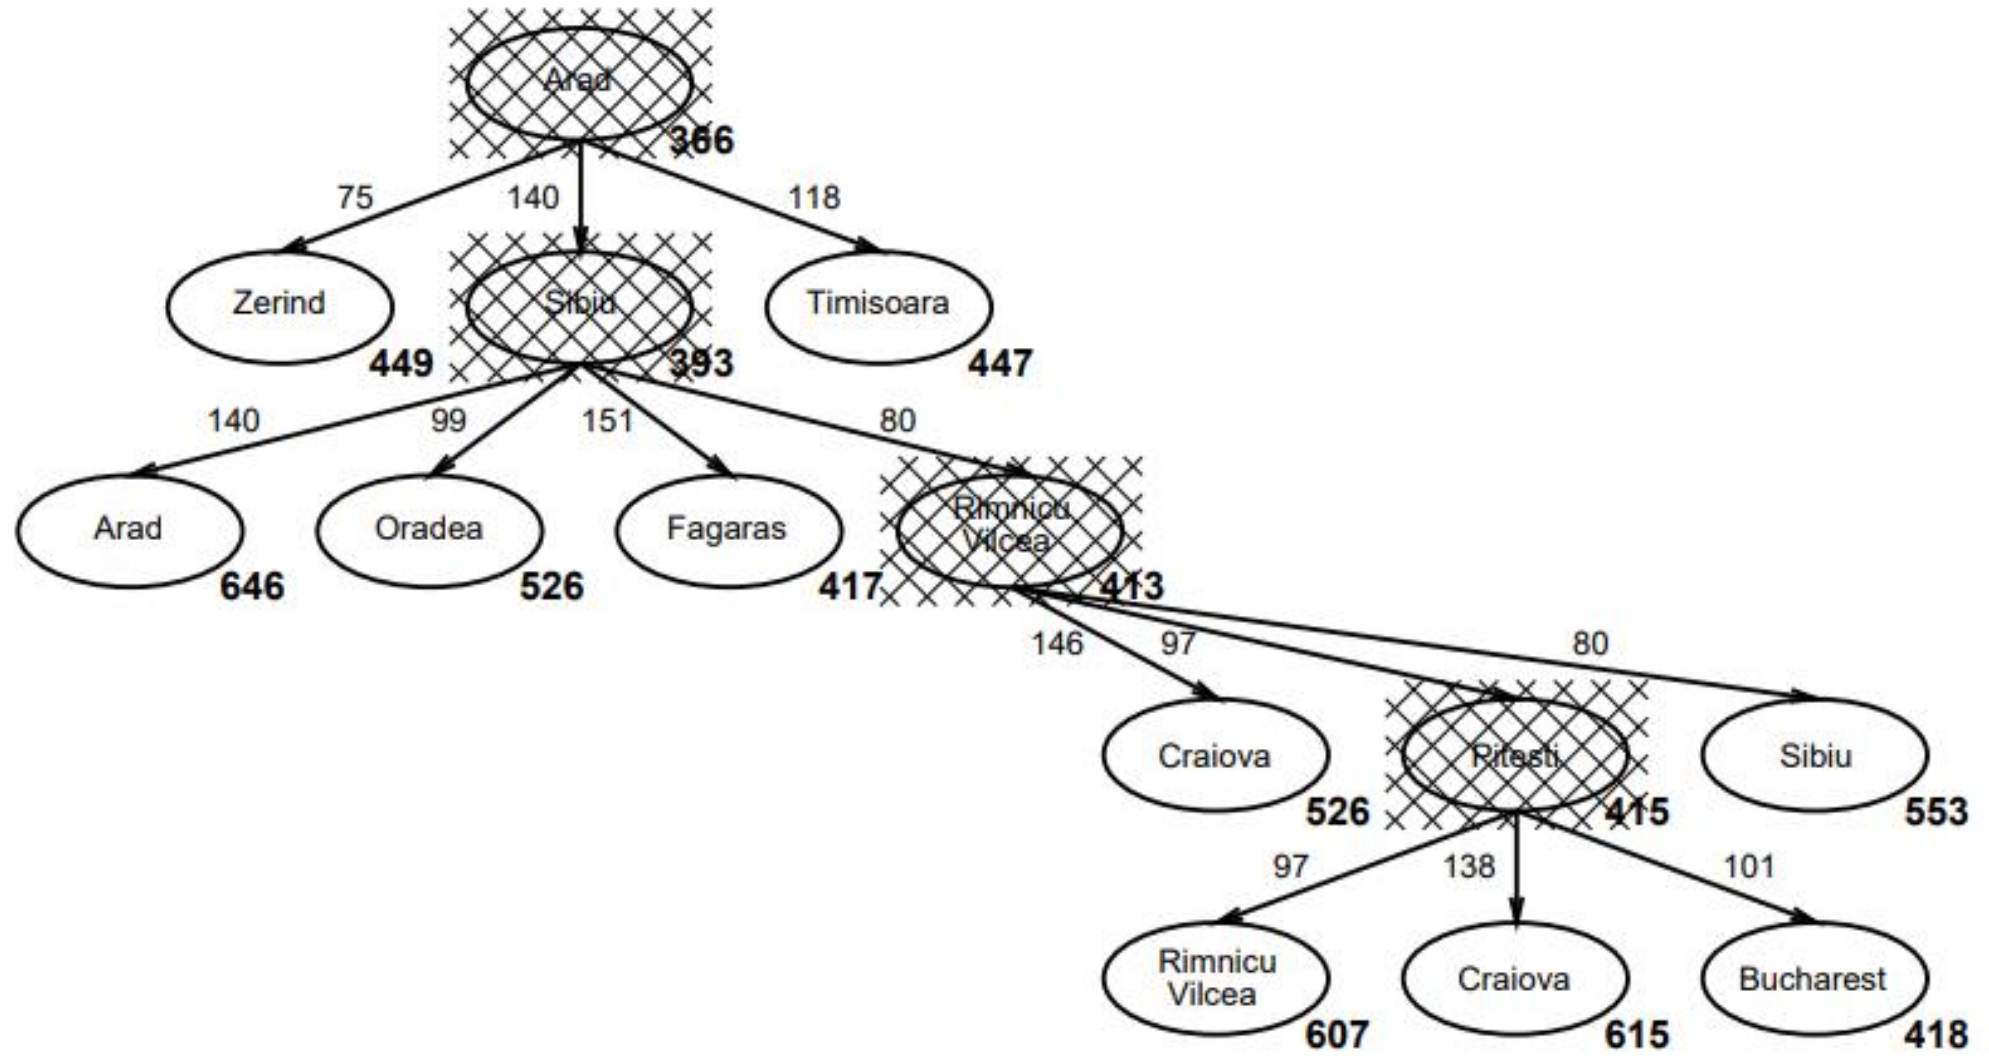 Arad
366
75
140
118
Zerind
Sibiu
Timisoara
449
393
447
140
99
151
80
Arad
Oradea
Fagaras
Rimnicu
Vilcea
646
526
417
413
146
97
80
Craiova
Pitesti
Sibiu
526
415
553
97
138
101
Rimnicu
Vilcea
Craiova
Bucharest
607
615
418